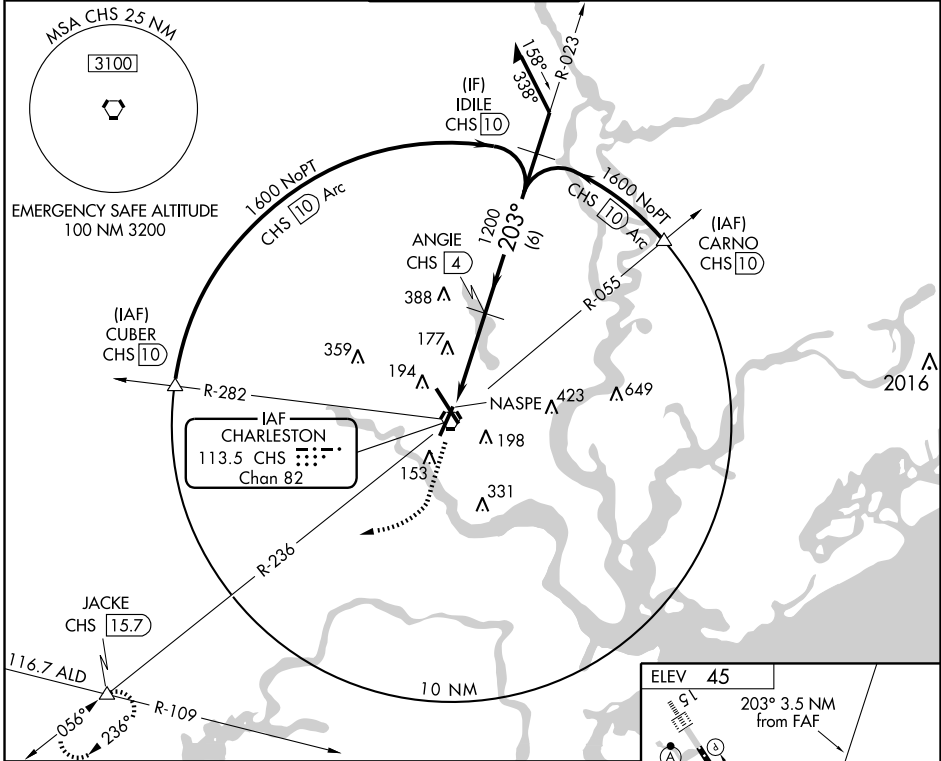 MSA CHS 25 NM
3100
EMERGENCY SAFE ALTITUDE
100 NM 3200
158°
338°
R-023
(IF)
IDILE
CHS 10
1600 NoPT
CHS 10 Arc
1600 NoPT
CHS 10 Arc
(IAF)
CARNO
CHS 10
1200
203°
(6)
ANGIE
CHS 4
R-055
388
(IAF)
CUBER
CHS 10
359
177
194
R-282
NASPE
423
649
2016
IAF
CHARLESTON
113.5 CHS
Chan 82
198
153
331
R-236
JACKE
CHS 15.7
116.7 ALD
R-109
056°
236°
10 NM
ELEV 45
15
203° 3.5 NM
from FAF
A
P